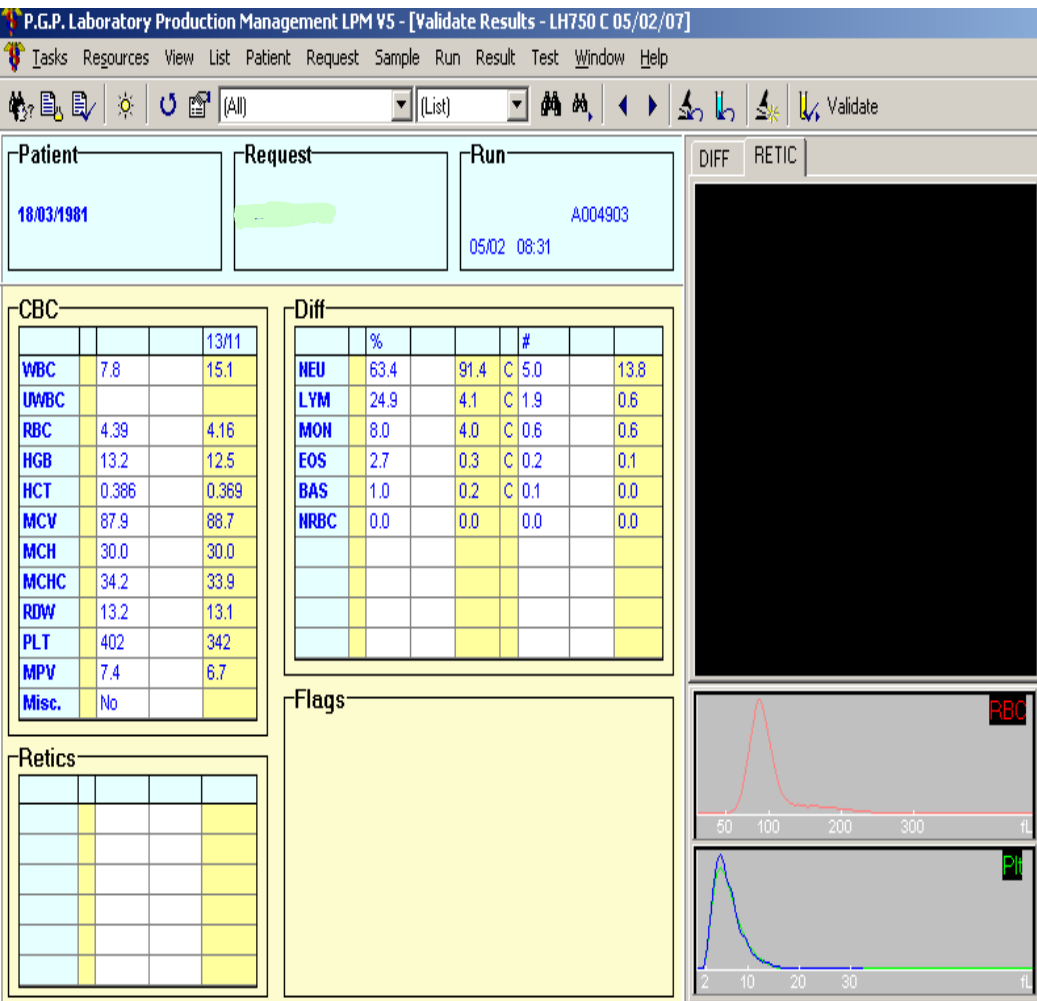 P.G.P. Laboratory Production Management LPM V5 - [Validate Results - LH750 C 05/02/07]
Tasks Resources View List Patient Request Sample Run Result Test Window Help
(All) (List) Validate
Patient
18/03/1981
Request
Run
A004903
05/02 08:31
DIFF RETIC
CBC
13/11
WBC 7.8 15.1
UWBC
RBC 4.39 4.16
HGB 13.2 12.5
HCT 0.386 0.369
MCV 87.9 88.7
MCH 30.0 30.0
MCHC 34.2 33.9
RDW 13.2 13.1
PLT 402 342
MPV 7.4 6.7
Misc. No
Diff
% #
NEU 63.4 91.4 C 5.0 13.8
LYM 24.9 4.1 C 1.9 0.6
MON 8.0 4.0 C 0.6 0.6
EOS 2.7 0.3 C 0.2 0.1
BAS 1.0 0.2 C 0.1 0.0
NRBC 0.0 0.0 0.0 0.0
Retics
Flags
RBC
50 100 200 300 fL
Plt
2 10 20 30 fL